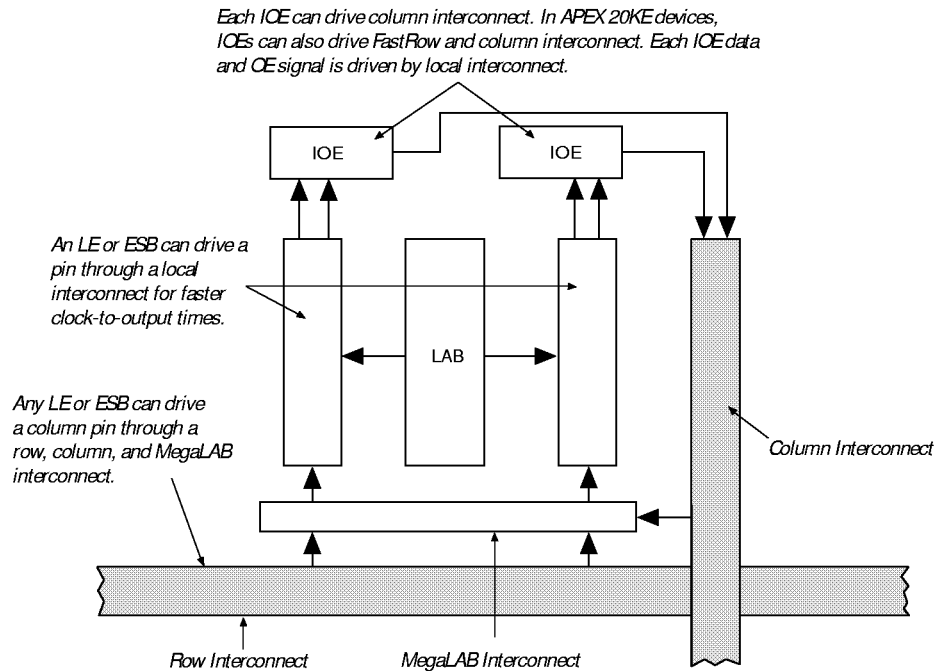 Each IOE can drive column interconnect. In APEX 20KE devices,
IOEs can also drive FastRow and column interconnect. Each IOE data
and OE signal is driven by local interconnect.
IOE
IOE
An LE or ESB can drive a
pin through a local
interconnect for faster
clock-to-output times.
LAB
Any LE or ESB can drive
a column pin through a
row, column, and MegaLAB
interconnect.
Column Interconnect
Row Interconnect
MegaLAB Interconnect